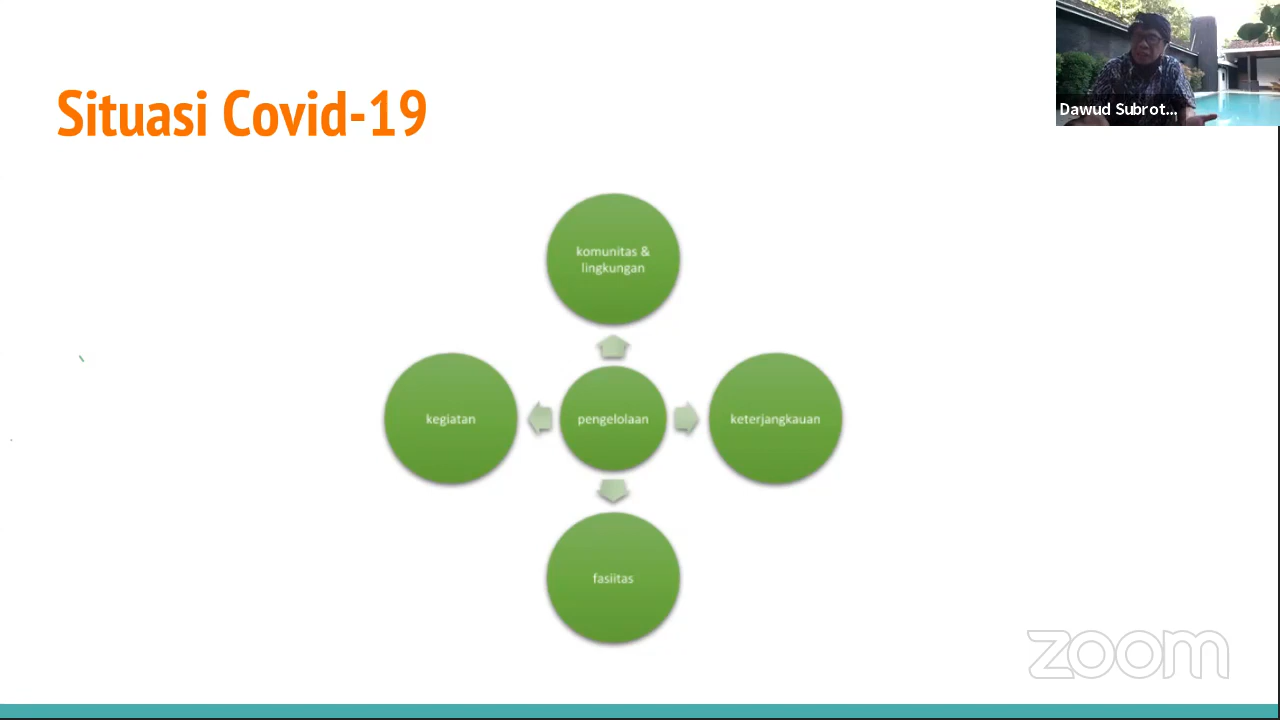 Situasi Covid-19
Dawud Subrot...
komunitas &
lingkungan
kegiatan
pengelolaan
keterjangkauan
fasiitas
zoom